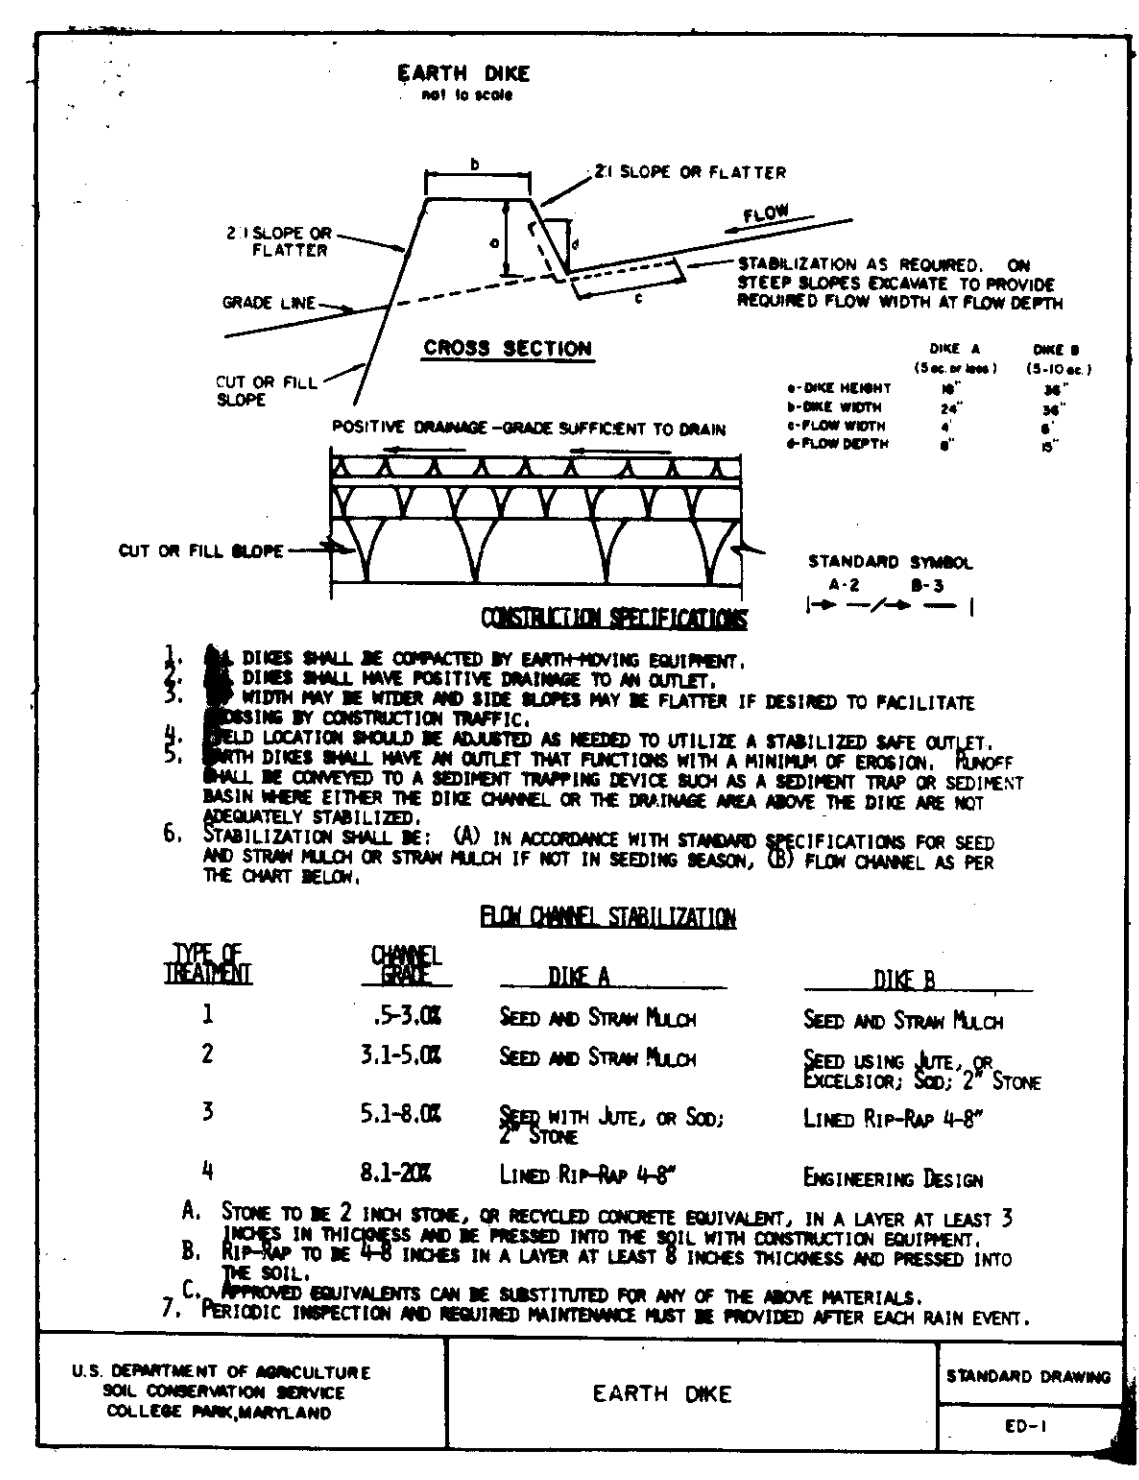 EARTH DIKE
not to scale
b
2:1 SLOPE OR FLATTER
FLOW
2:1 SLOPE OR
FLATTER
a
d
STABILIZATION AS REQUIRED. ON
STEEP SLOPES EXCAVATE TO PROVIDE
REQUIRED FLOW WIDTH AT FLOW DEPTH
GRADE LINE
c
CROSS SECTION
CUT OR FILL
SLOPE
DIKE A DIKE B
(5 ac. or less) (5-10 ac.)
a-DIKE HEIGHT 18" 36"
b-DIKE WIDTH 24" 36"
c-FLOW WIDTH 4' 6'
d-FLOW DEPTH 8" 15"
POSITIVE DRAINAGE-GRADE SUFFICIENT TO DRAIN
CUT OR FILL SLOPE
STANDARD SYMBOL
A-2 B-3
CONSTRUCTION SPECIFICATIONS
1. DIKES SHALL BE COMPACTED BY EARTH-MOVING EQUIPMENT.
2. DIKES SHALL HAVE POSITIVE DRAINAGE TO AN OUTLET.
3. WIDTH MAY BE WIDER AND SIDE SLOPES MAY BE FLATTER IF DESIRED TO FACILITATE
CROSSING BY CONSTRUCTION TRAFFIC.
4. FIELD LOCATION SHOULD BE ADJUSTED AS NEEDED TO UTILIZE A STABILIZED SAFE OUTLET.
5. EARTH DIKES SHALL HAVE AN OUTLET THAT FUNCTIONS WITH A MINIMUM OF EROSION. RUNOFF
SHALL BE CONVEYED TO A SEDIMENT TRAPPING DEVICE SUCH AS A SEDIMENT TRAP OR SEDIMENT
BASIN WHERE EITHER THE DIKE CHANNEL OR THE DRAINAGE AREA ABOVE THE DIKE ARE NOT
ADEQUATELY STABILIZED.
6. STABILIZATION SHALL BE: (A) IN ACCORDANCE WITH STANDARD SPECIFICATIONS FOR SEED
AND STRAW MULCH OR STRAW MULCH IF NOT IN SEEDING SEASON, (B) FLOW CHANNEL AS PER
THE CHART BELOW.
FLOW CHANNEL STABILIZATION
TYPE OF TREATMENT CHANNEL GRADE DIKE A DIKE B
1 .5-3.0% SEED AND STRAW MULCH SEED AND STRAW MULCH
2 3.1-5.0% SEED AND STRAW MULCH SEED USING JUTE, OR
EXCELSIOR; SOD; 2" STONE
3 5.1-8.0% SEED WITH JUTE, OR SOD; LINED RIP-RAP 4-8"
2" STONE
4 8.1-20% LINED RIP-RAP 4-8" ENGINEERING DESIGN
A. STONE TO BE 2 INCH STONE, OR RECYCLED CONCRETE EQUIVALENT, IN A LAYER AT LEAST 3
INCHES IN THICKNESS AND BE PRESSED INTO THE SOIL WITH CONSTRUCTION EQUIPMENT.
B. RIP-RAP TO BE 4-8 INCHES IN A LAYER AT LEAST 8 INCHES THICKNESS AND PRESSED INTO
THE SOIL.
C. APPROVED EQUIVALENTS CAN BE SUBSTITUTED FOR ANY OF THE ABOVE MATERIALS.
7. PERIODIC INSPECTION AND REQUIRED MAINTENANCE MUST BE PROVIDED AFTER EACH RAIN EVENT.
U.S. DEPARTMENT OF AGRICULTURE
SOIL CONSERVATION SERVICE
COLLEGE PARK, MARYLAND
EARTH DIKE
STANDARD DRAWING
ED-1